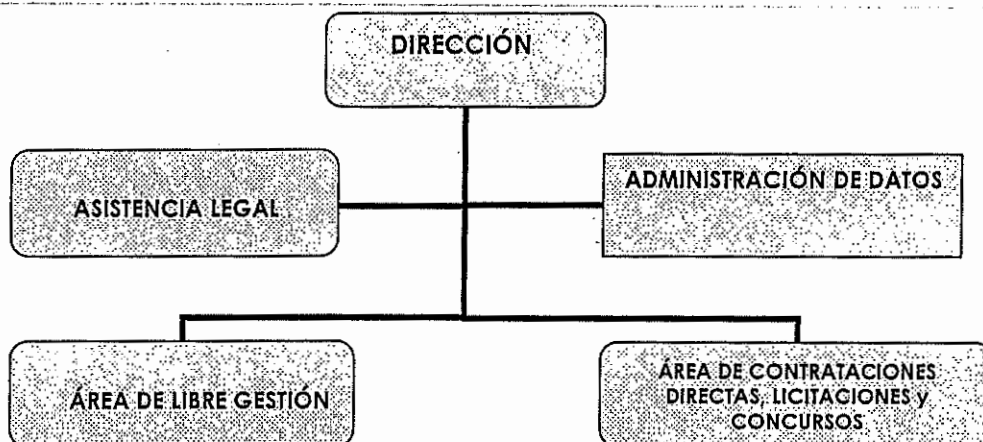 DIRECCIÓN
ASISTENCIA LEGAL
ADMINISTRACIÓN DE DATOS
ÁREA DE LIBRE GESTIÓN
ÁREA DE CONTRATACIONES
DIRECTAS, LICITACIONES y
CONCURSOS